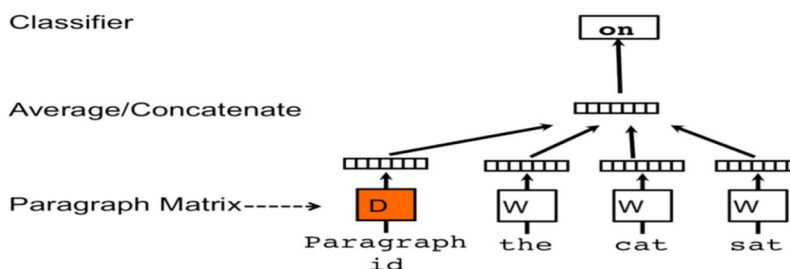 Classifier
on
Average/Concatenate
Paragraph Matrix
D
W
W
W
Paragraph
id
the
cat
sat